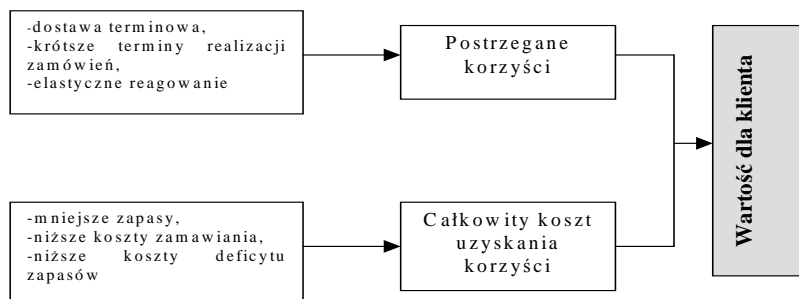 -dostawa terminowa,
-krótsze terminy realizacji
zamówień,
-elastyczne reagowanie
Postrzegane
korzyści
Wartość dla klienta
-mniejsze zapasy,
-niższe koszty zamawiania,
-niższe koszty deficytu
zapasów
Całkowity koszt
uzyskania
korzyści